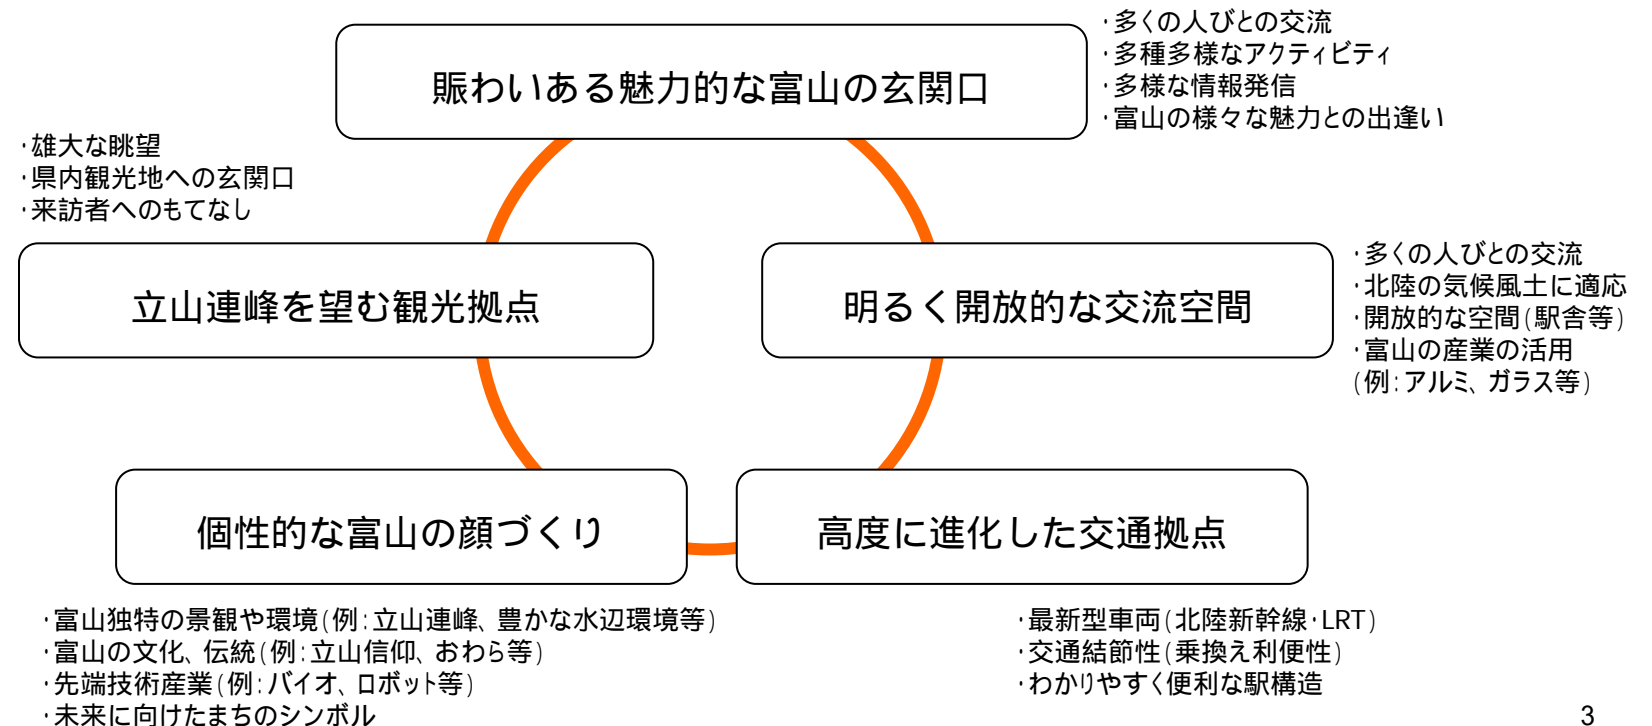 賑わいある魅力的な富山の玄関口
・多くの人びとの交流
・多種多様なアクティビティ
・多様な情報発信
・富山の様々な魅力との出逢い
・雄大な眺望
・県内観光地への玄関口
・来訪者へのもてなし
立山連峰を望む観光拠点
明るく開放的な交流空間
・多くの人びとの交流
・北陸の気候風土に適応
・開放的な空間(駅舎等)
・富山の産業の活用
(例:アルミ、ガラス等)
個性的な富山の顔づくり
高度に進化した交通拠点
・富山独特の景観や環境(例:立山連峰、豊かな水辺環境等)
・富山の文化、伝統(例:立山信仰、おわら等)
・先端技術産業(例:バイオ、ロボット等)
・未来に向けたまちのシンボル
・最新型車両(北陸新幹線・LRT)
・交通結節性(乗換え利便性)
・わかりやすく便利な駅構造
3